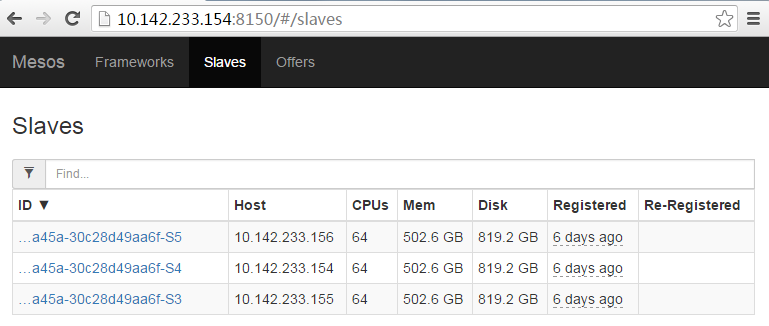 10.142.233.154:8150/#/slaves
Mesos Frameworks Slaves Offers
Slaves
Find...
ID ▼ Host CPUs Mem Disk Registered Re-Registered
…a45a-30c28d49aa6f-S5 10.142.233.156 64 502.6 GB 819.2 GB 6 days ago
…a45a-30c28d49aa6f-S4 10.142.233.154 64 502.6 GB 819.2 GB 6 days ago
…a45a-30c28d49aa6f-S3 10.142.233.155 64 502.6 GB 819.2 GB 6 days ago